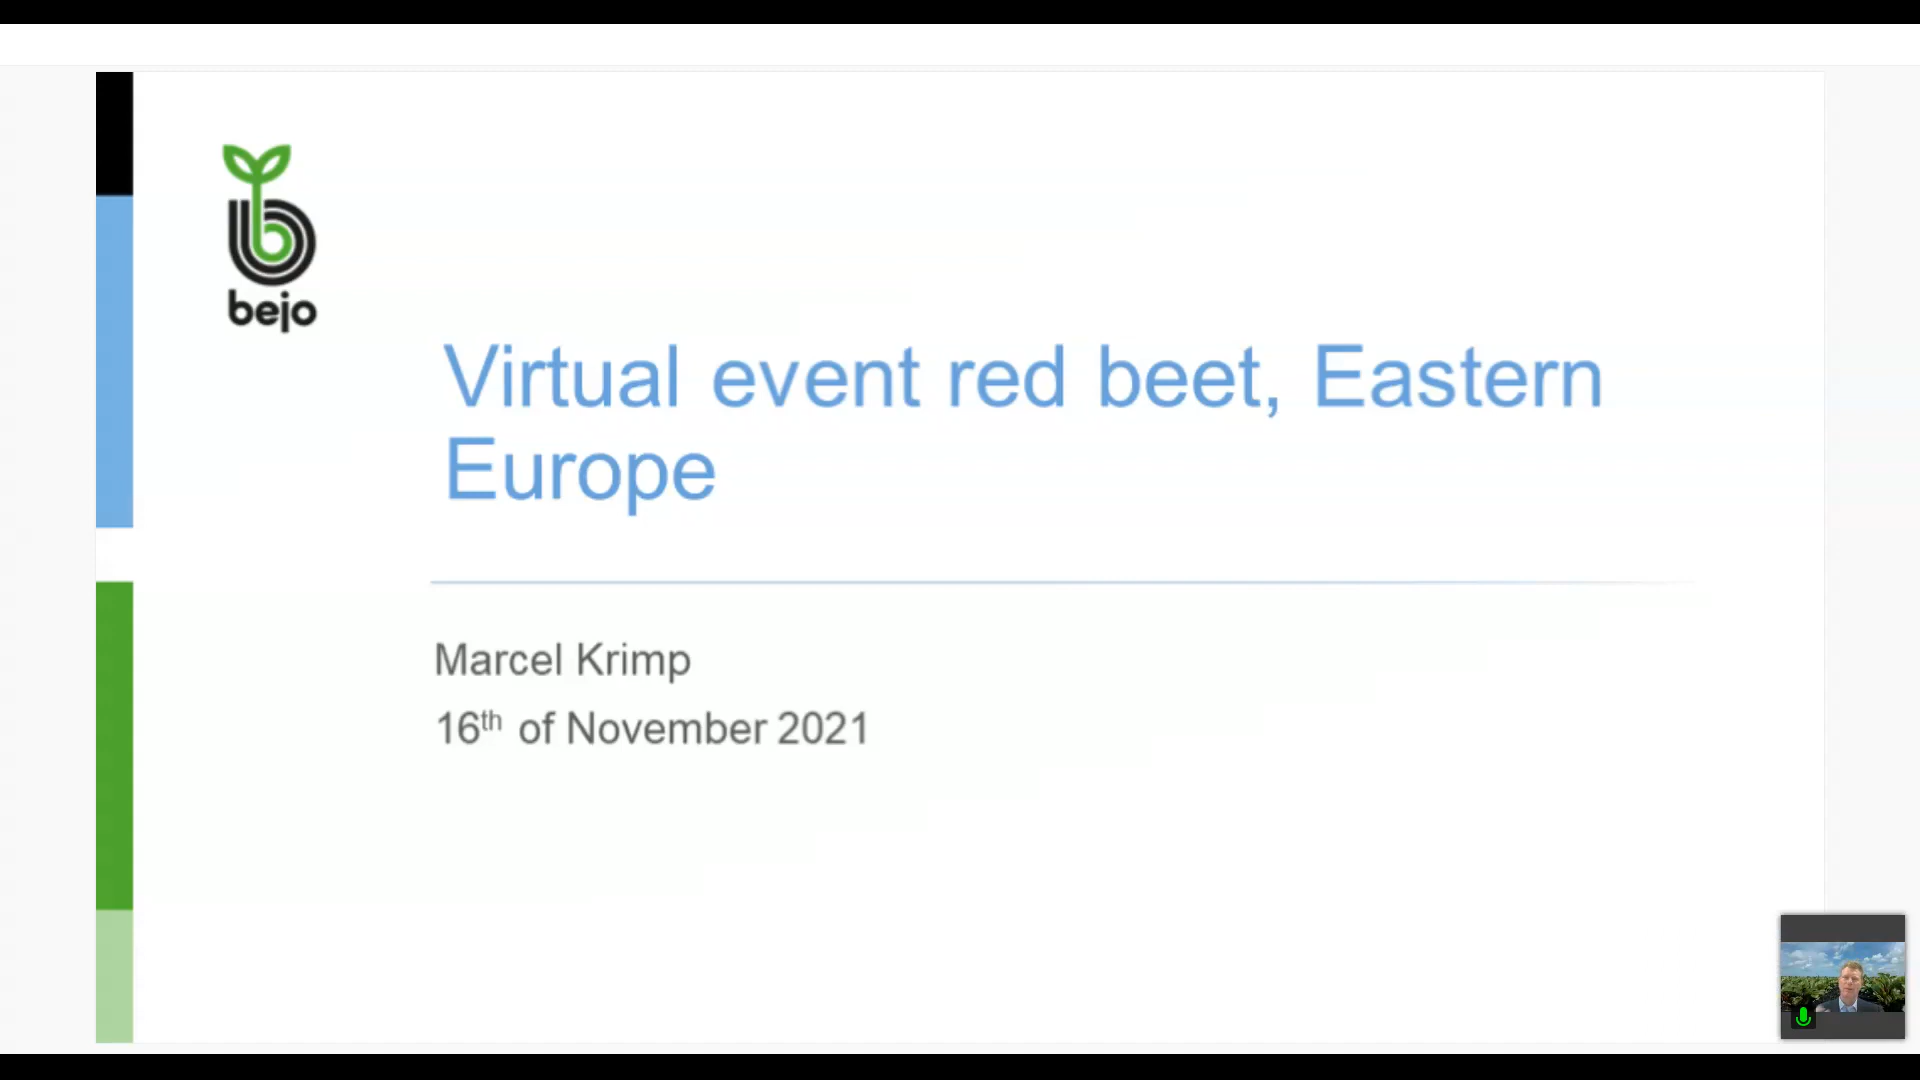 bejo
Virtual event red beet, Eastern
Europe
Marcel Krimp
16th of November 2021